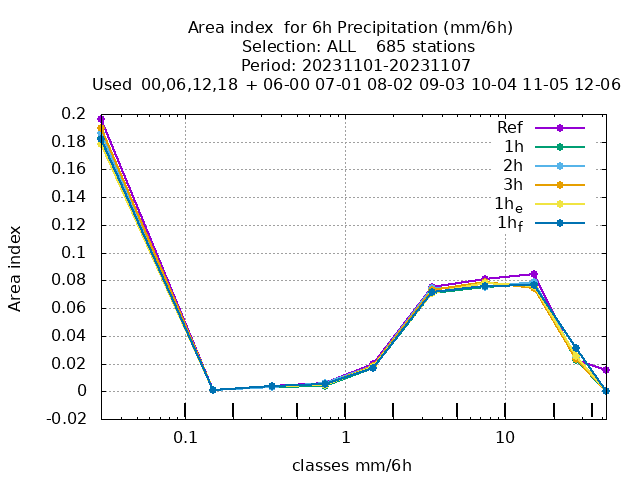 Area index  for 6h Precipitation (mm/6h)
Selection: ALL    685 stations
Period: 20231101-20231107
Used  00,06,12,18  + 06-00 07-01 08-02 09-03 10-04 11-05 12-06
0.2
0.18
0.16
0.14
0.12
0.1
0.08
0.06
0.04
0.02
0
-0.02
Area index
Ref
1h
2h
3h
1he
1hf
0.1 1 10
classes mm/6h